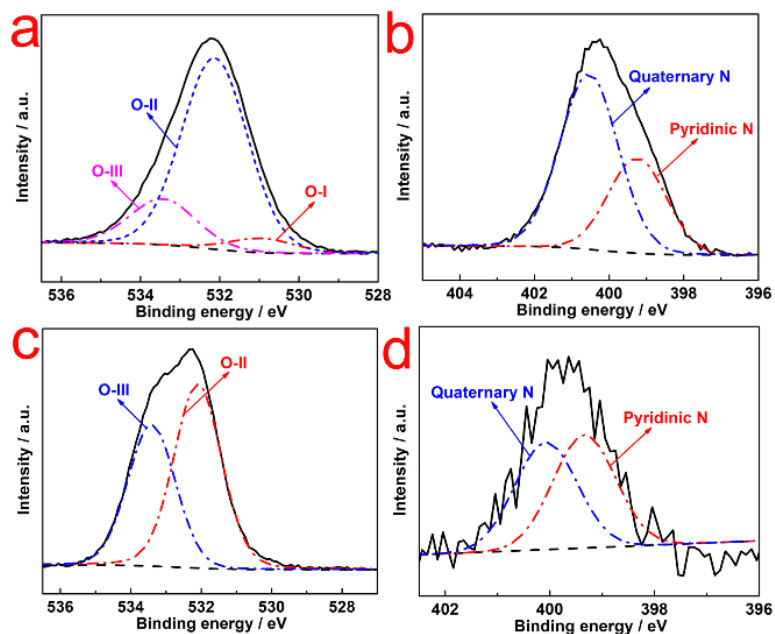 a
O-II
O-III
O-I
Intensity / a.u.
536 534 532 530 528
Binding energy / eV
b
Quaternary N
Pyridinic N
Intensity / a.u.
404 402 400 398 396
Binding energy / eV
c
O-III
O-II
Intensity / a.u.
536 534 532 530 528
Binding energy / eV
d
Quaternary N
Pyridinic N
Intensity / a.u.
402 400 398 396
Binding energy / eV